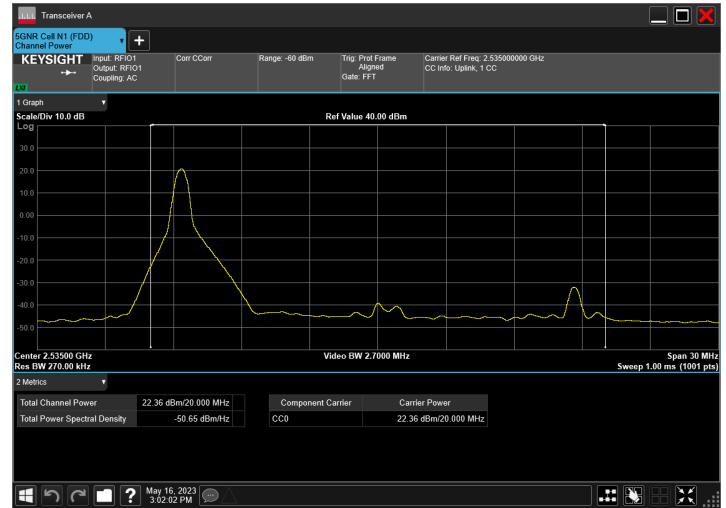 Transceiver A
5GNR Cell N1 (FDD)
Channel Power
KEYSIGHT
LXI
Input: RFIO1
Output: RFIO1
Coupling: AC
Corr CCorr
Range: -60 dBm
Trig: Prot Frame
Aligned
Gate: FFT
Carrier Ref Freq: 2.535000000 GHz
CC Info: Uplink, 1 CC
1 Graph
Scale/Div 10.0 dB
Ref Value 40.00 dBm
Log
30.0
20.0
10.0
0.00
-10.0
-20.0
-30.0
-40.0
-50.0
Center 2.53500 GHz
Video BW 2.7000 MHz
Span 30 MHz
Res BW 270.00 kHz
Sweep 1.00 ms (1001 pts)
2 Metrics
Total Channel Power 22.36 dBm/20.000 MHz
Total Power Spectral Density -50.65 dBm/Hz
Component Carrier Carrier Power
CC0 22.36 dBm/20.000 MHz
?
May 16, 2023
3:02:02 PM